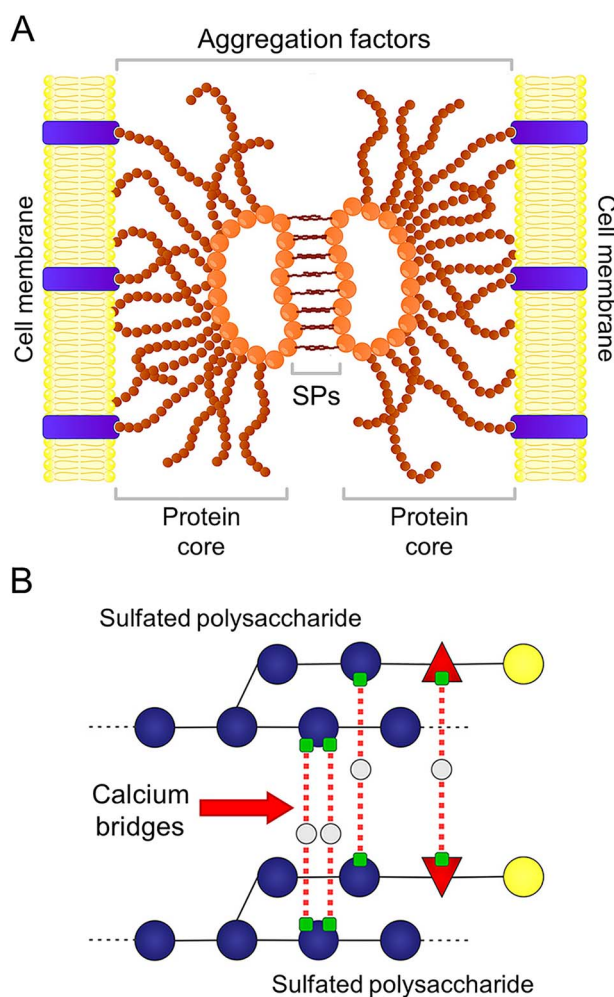 A
Aggregation factors
Cell membrane
Cell membrane
SPs
Protein
core
Protein
core
B
Sulfated polysaccharide
Calcium
bridges
Sulfated polysaccharide